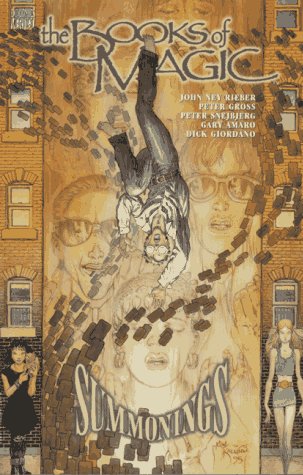 the BOOKS of
MAGIC
JOHN NEY RIEBER
PETER GROSS
PETER SNEJBJERG
GARY AMARO
DICK GIORDANO
SUMMONINGS